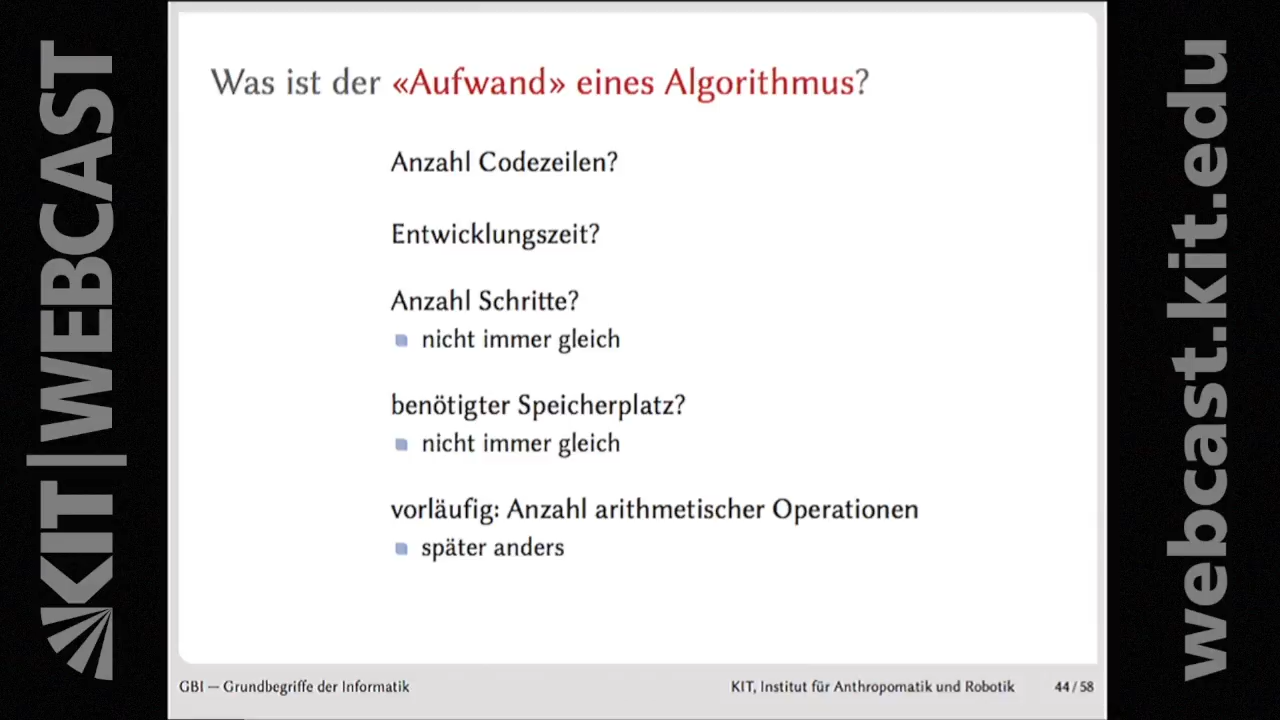 KIT|WEBCAST
Was ist der «Aufwand» eines Algorithmus?
Anzahl Codezeilen?
Entwicklungszeit?
Anzahl Schritte?
nicht immer gleich
benötigter Speicherplatz?
nicht immer gleich
vorläufig: Anzahl arithmetischer Operationen
später anders
GBI — Grundbegriffe der Informatik
KIT, Institut für Anthropomatik und Robotik
44 / 58
webcast.kit.edu